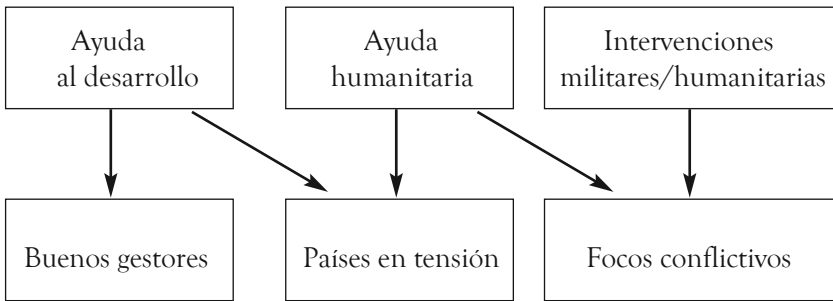 Ayuda
al desarrollo
Ayuda
humanitaria
Intervenciones
militares/humanitarias
Buenos gestores
Países en tensión
Focos conflictivos